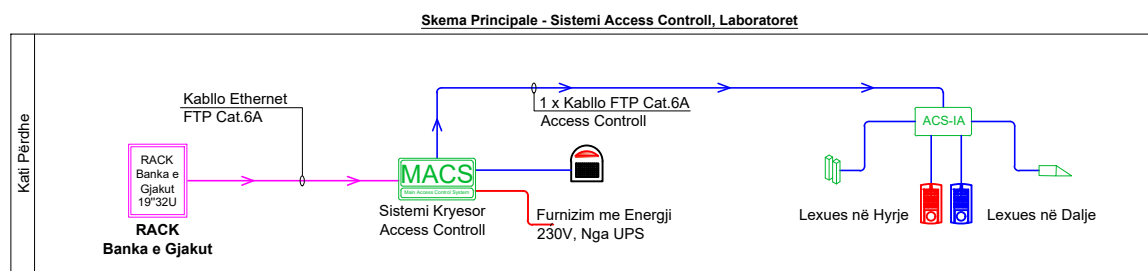 Skema Principale - Sistemi Access Controll, Laboratoret
Kati Përdhe
Kabllo Ethernet
FTP Cat.6A
RACK
Banka e
Gjakut
19"32U
RACK
Banka e Gjakut
MACS
Main Access Control System
Sistemi Kryesor
Access Controll
1 x Kabllo FTP Cat.6A
Access Controll
Furnizim me Energji
230V, Nga UPS
ACS-IA
Lexues në Hyrje
Lexues në Dalje